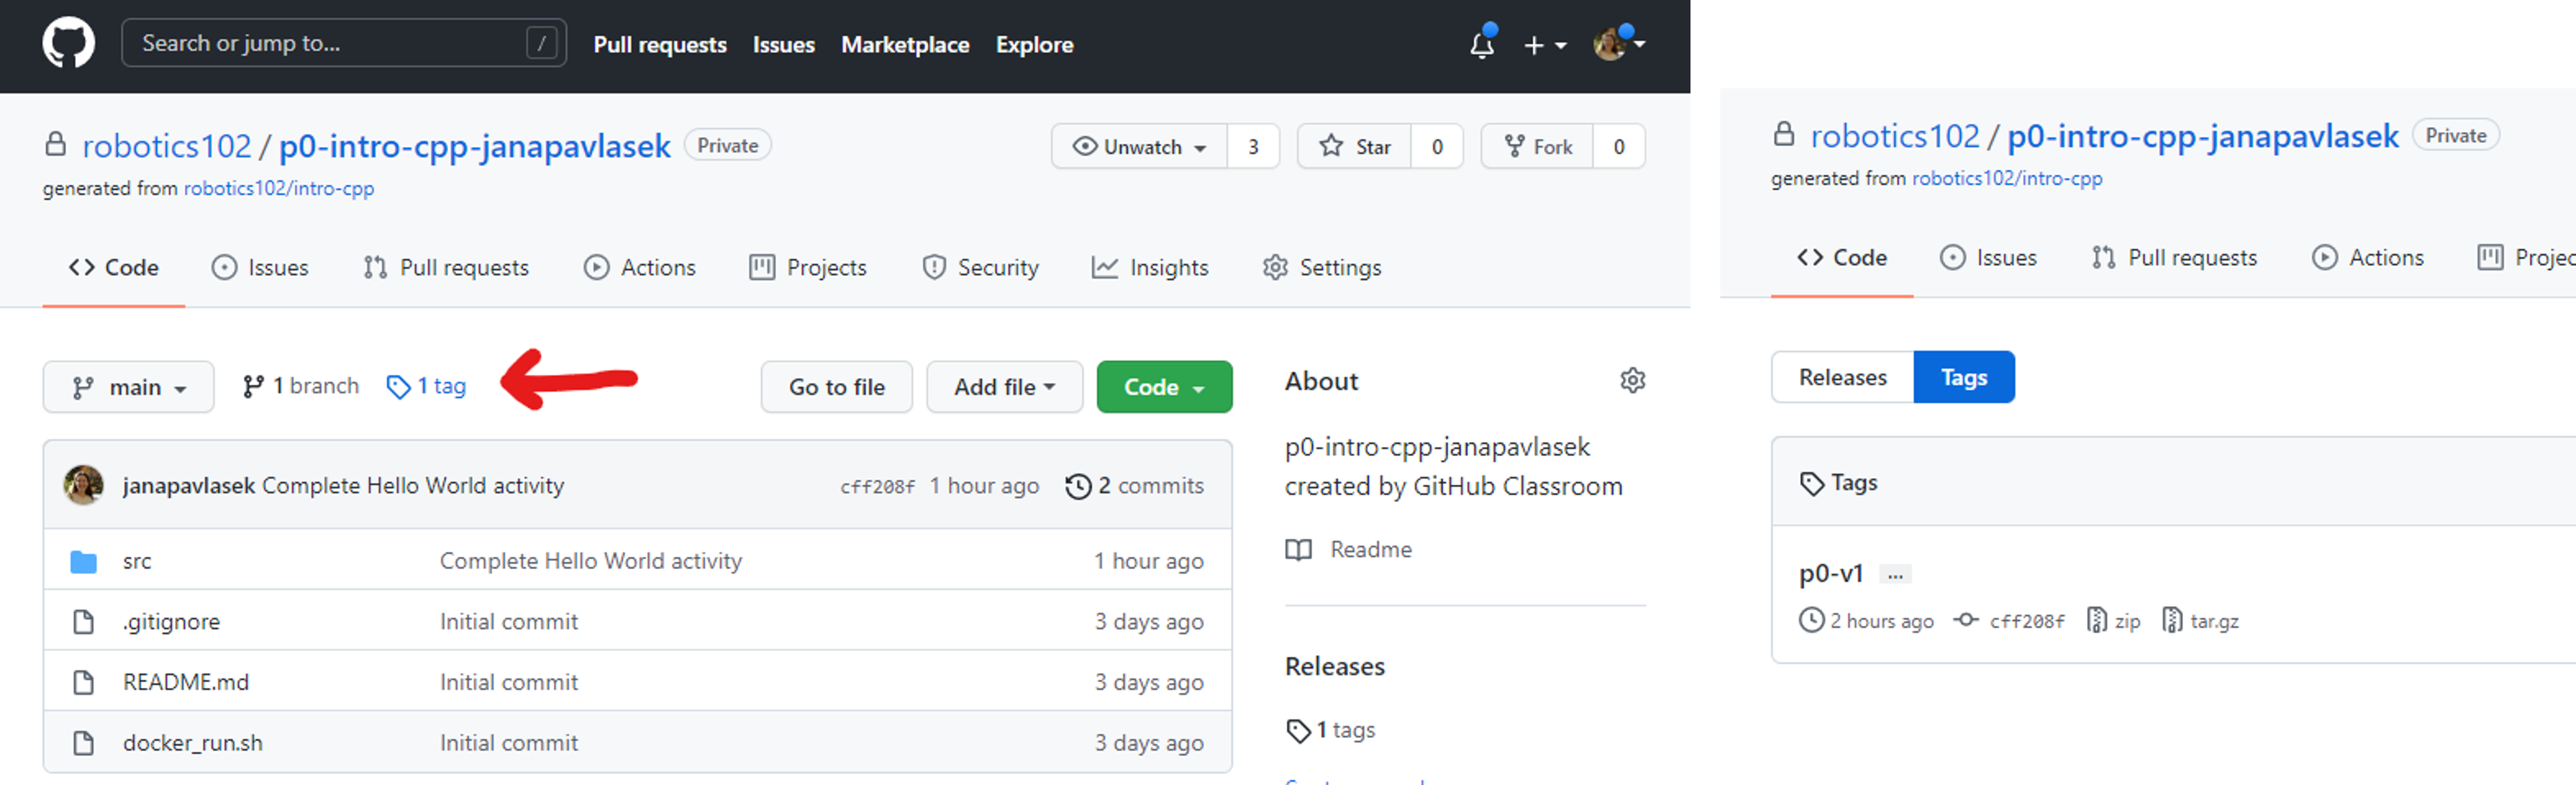 Search or jump to... / Pull requests Issues Marketplace Explore
robotics102 / p0-intro-cpp-janapavlasek Private Unwatch 3 Star 0 Fork 0
generated from robotics102/intro-cpp
Code Issues Pull requests Actions Projects Security Insights Settings
main 1 branch 1 tag Go to file Add file Code
janapavlasek Complete Hello World activity cff208f 1 hour ago 2 commits
src Complete Hello World activity 1 hour ago
.gitignore Initial commit 3 days ago
README.md Initial commit 3 days ago
docker_run.sh Initial commit 3 days ago
About
p0-intro-cpp-janapavlasek
created by GitHub Classroom
Readme
Releases
1 tags
robotics102 / p0-intro-cpp-janapavlasek Private
generated from robotics102/intro-cpp
Code Issues Pull requests Actions Projec
Releases Tags
Tags
p0-v1 ...
2 hours ago cff208f zip tar.gz